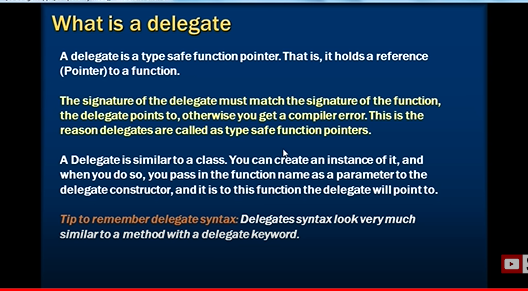 What is a delegate
A delegate is a type safe function pointer. That is, it holds a reference
(Pointer) to a function.
The signature of the delegate must match the signature of the function,
the delegate points to, otherwise you get a compiler error. This is the
reason delegates are called as type safe function pointers.
A Delegate is similar to a class. You can create an instance of it, and
when you do so, you pass in the function name as a parameter to the
delegate constructor, and it is to this function the delegate will point to.
Tip to remember delegate syntax: Delegates syntax look very much
similar to a method with a delegate keyword.